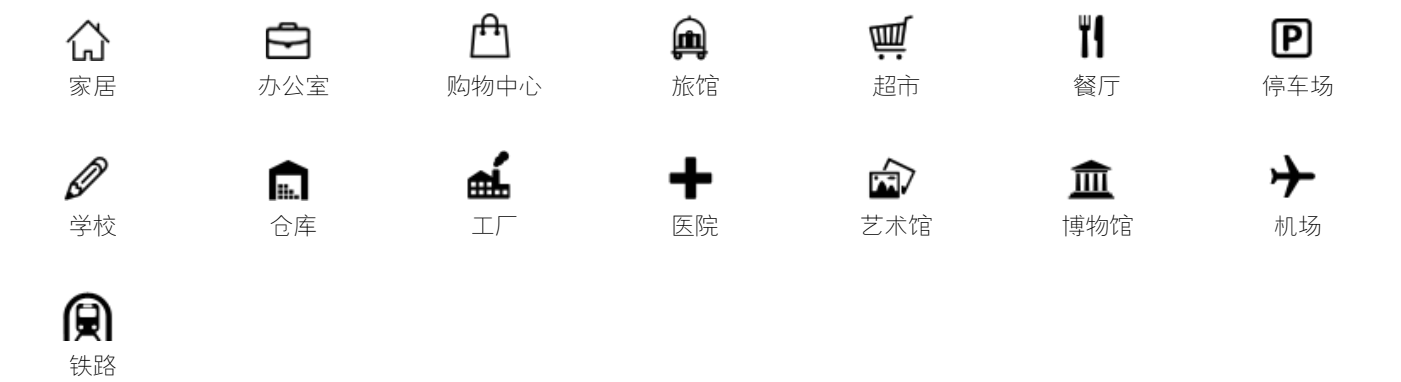 家居
办公室
购物中心
旅馆
超市
餐厅
P
停车场
学校
仓库
工厂
医院
艺术馆
博物馆
机场
铁路